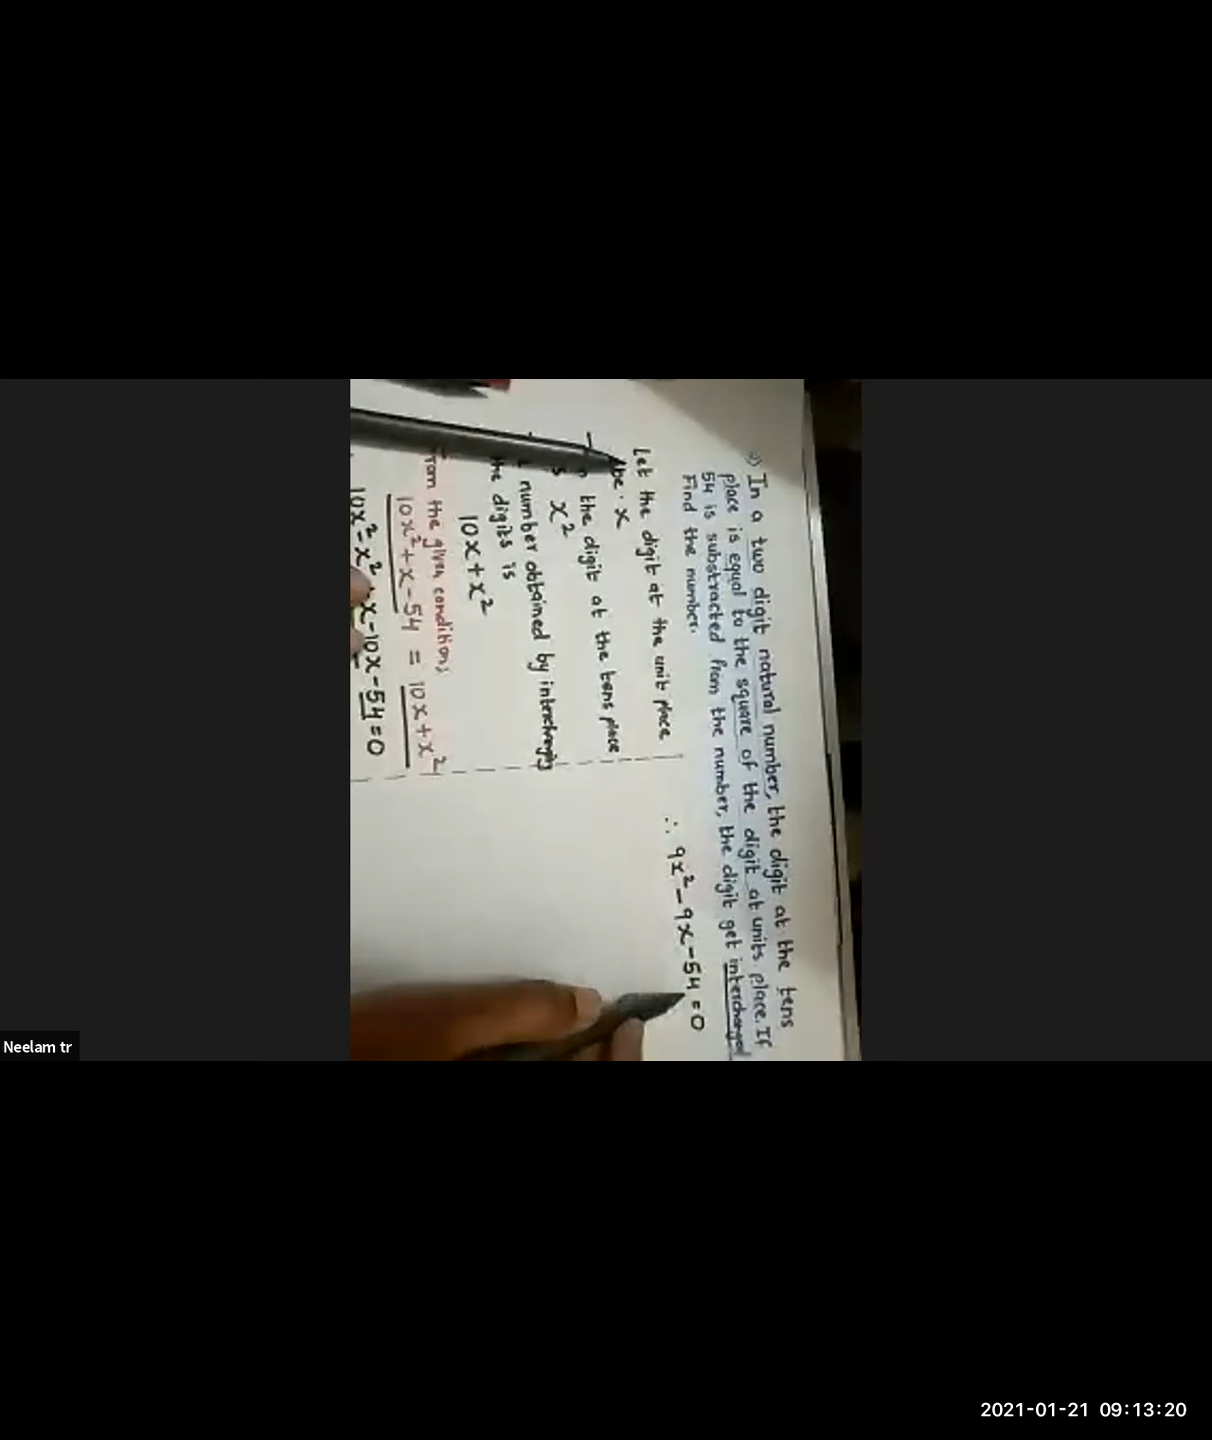 2) In a two digit natural number, the digit at the tens
place is equal to the square of the digit at units place. If
54 is substracted from the number, the digit get interchanged
Find the number.
Let the digit at the unit place
be x
the digit at the tens place
x²
number obtained by interchanging
the digits is
10x + x²
From the given condition,
10x² + x - 54 = 10x + x²
10x² - x² + x - 10x - 54 = 0
∴ 9x² - 9x - 54 = 0
Neelam tr
2021-01-21 09:13:20